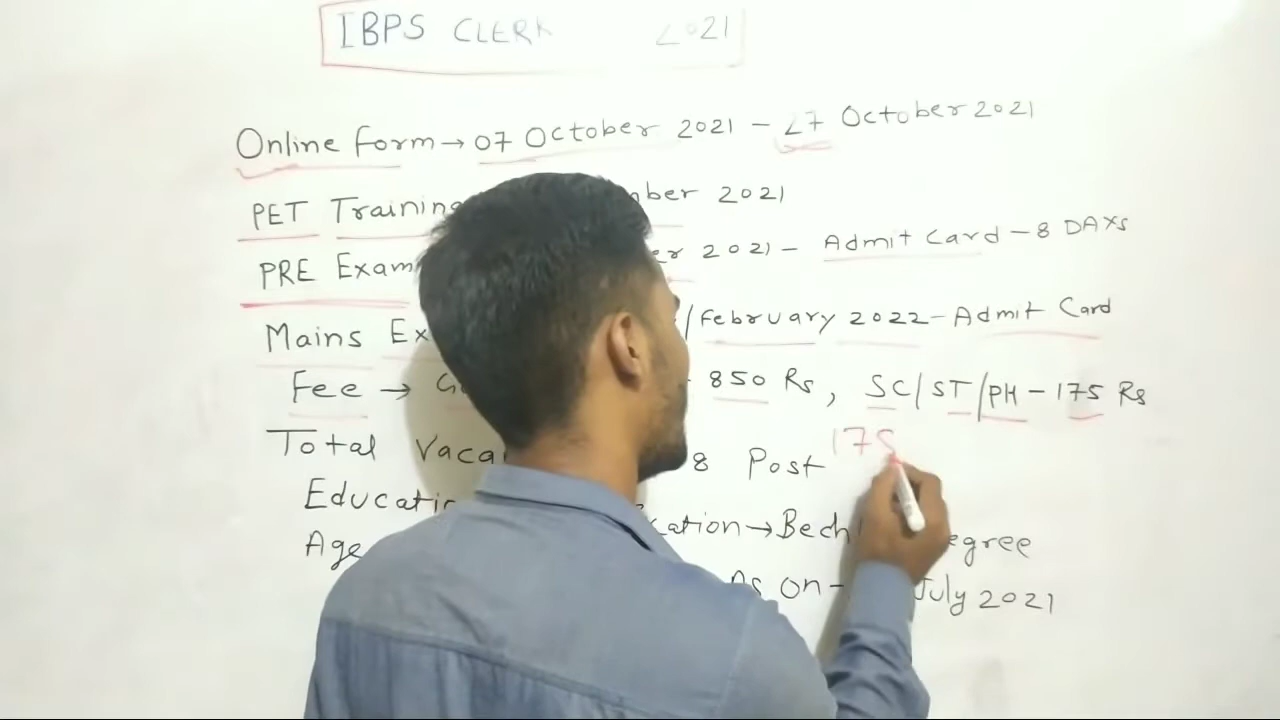 IBPS CLERK 2021
Online form → 07 October 2021 - 27 October 2021
PET Training mber 2021
PRE Exam er 2021 - Admit Card - 8 DAYS
Mains Ex /February 2022 - Admit Card
Fee → 850 Rs, SC/ST/PH - 175 Rs
175
Total Vaca 8 Post
Educatio cation → Bech egree
Age As on - July 2021